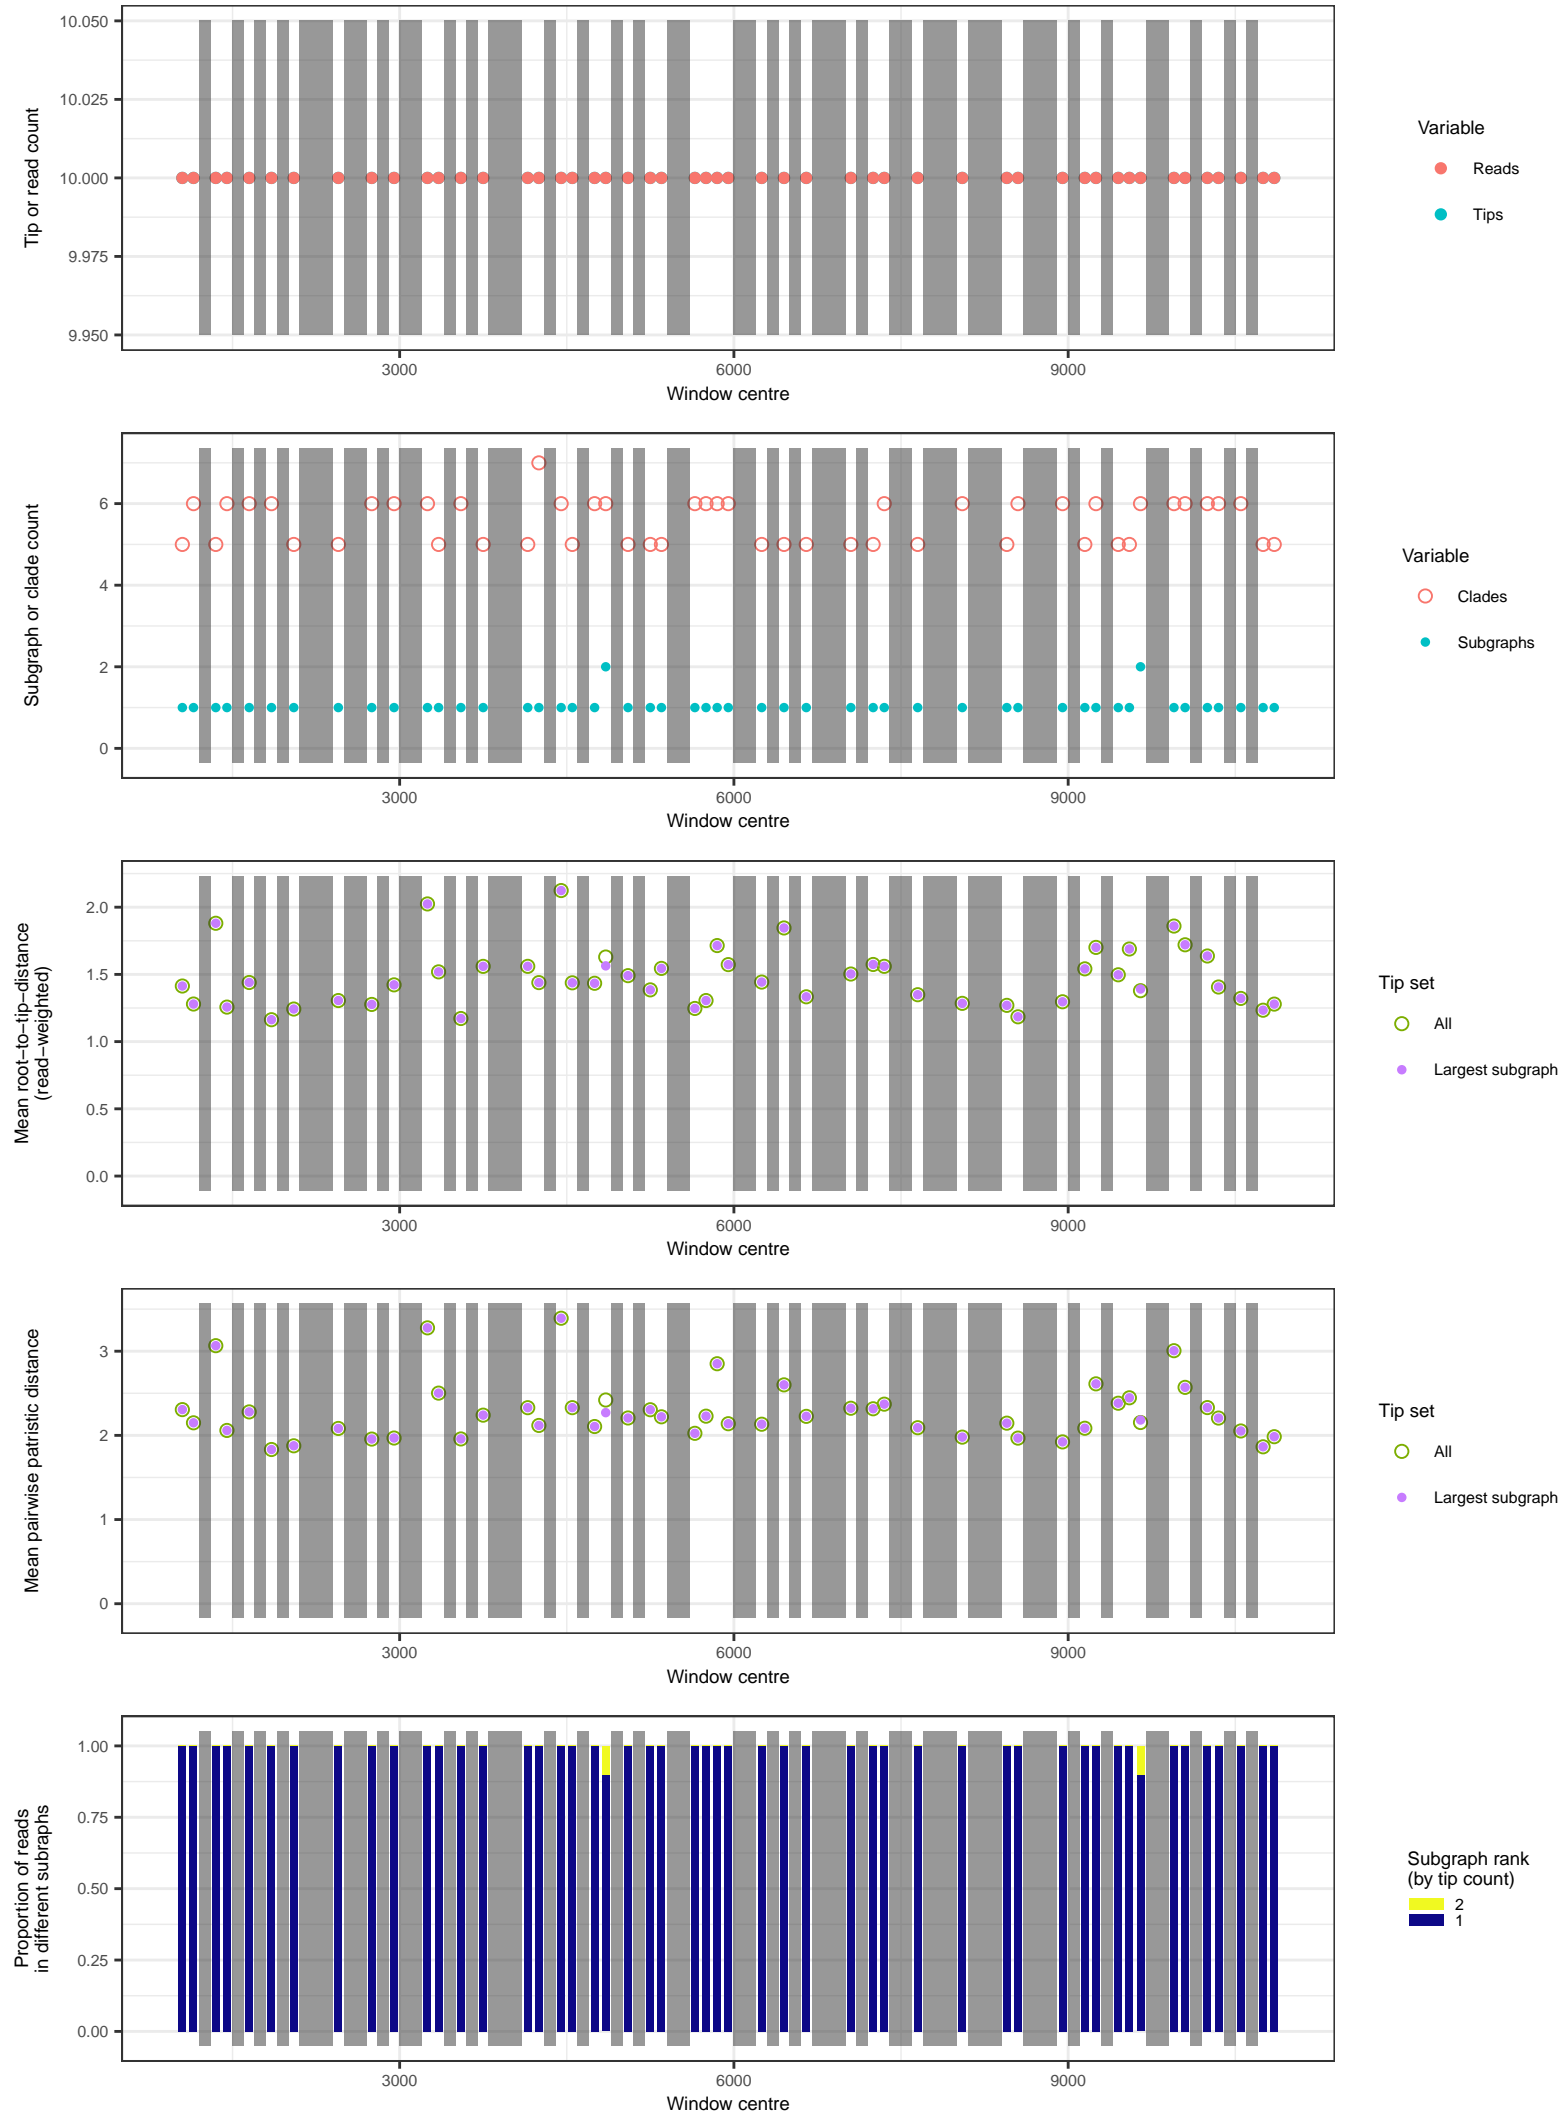 10.050
10.025
10.000
9.975
9.950
Tip or read count
3000 6000 9000
Window centre
Variable
Reads
Tips
6
4
2
0
Subgraph or clade count
3000 6000 9000
Window centre
Variable
Clades
Subgraphs
2.0
1.5
1.0
0.5
0.0
Mean root−to−tip−distance
(read−weighted)
3000 6000 9000
Window centre
Tip set
All
Largest subgraph
3
2
1
0
Mean pairwise patristic distance
3000 6000 9000
Window centre
Tip set
All
Largest subgraph
1.00
0.75
0.50
0.25
0.00
Proportion of reads
in different subraphs
3000 6000 9000
Window centre
Subgraph rank
(by tip count)
2
1